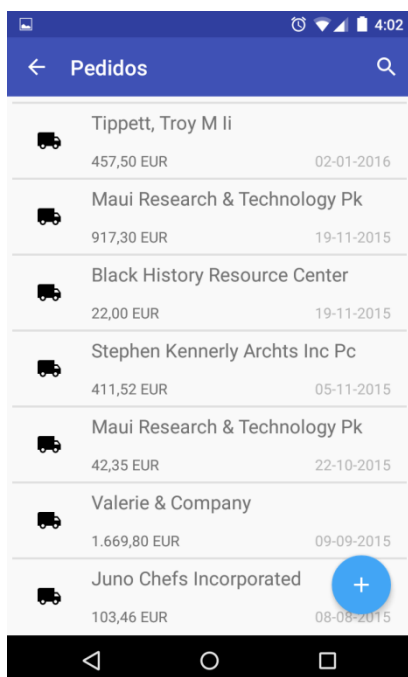 4:02
Pedidos
Tippett, Troy M Ii
457,50 EUR 02-01-2016
Maui Research & Technology Pk
917,30 EUR 19-11-2015
Black History Resource Center
22,00 EUR 19-11-2015
Stephen Kennerly Archts Inc Pc
411,52 EUR 05-11-2015
Maui Research & Technology Pk
42,35 EUR 22-10-2015
Valerie & Company
1.669,80 EUR 09-09-2015
Juno Chefs Incorporated
103,46 EUR 08-08-2015